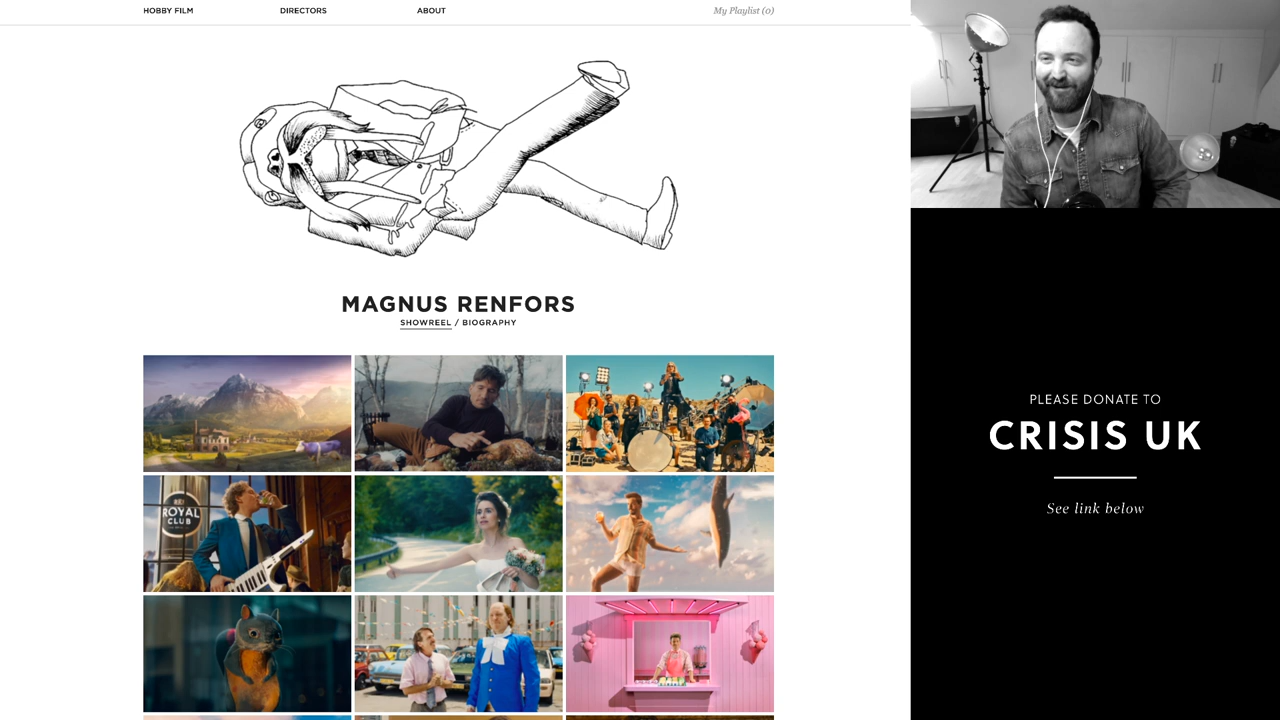 HOBBY FILM
DIRECTORS
ABOUT
My Playlist (0)
MAGNUS RENFORS
SHOWREEL / BIOGRAPHY
ROYAL
CLUB
PLEASE DONATE TO
CRISIS UK
See link below